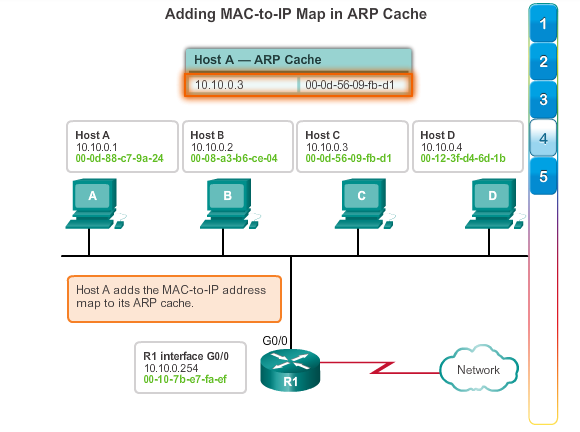 Adding MAC-to-IP Map in ARP Cache
1
2
3
4
5
Host A — ARP Cache
10.10.0.3 00-0d-56-09-fb-d1
Host A
10.10.0.1
00-0d-88-c7-9a-24
Host B
10.10.0.2
00-08-a3-b6-ce-04
Host C
10.10.0.3
00-0d-56-09-fb-d1
Host D
10.10.0.4
00-12-3f-d4-6d-1b
A
B
C
D
Host A adds the MAC-to-IP address
map to its ARP cache.
G0/0
R1 interface G0/0
10.10.0.254
00-10-7b-e7-fa-ef
R1
Network